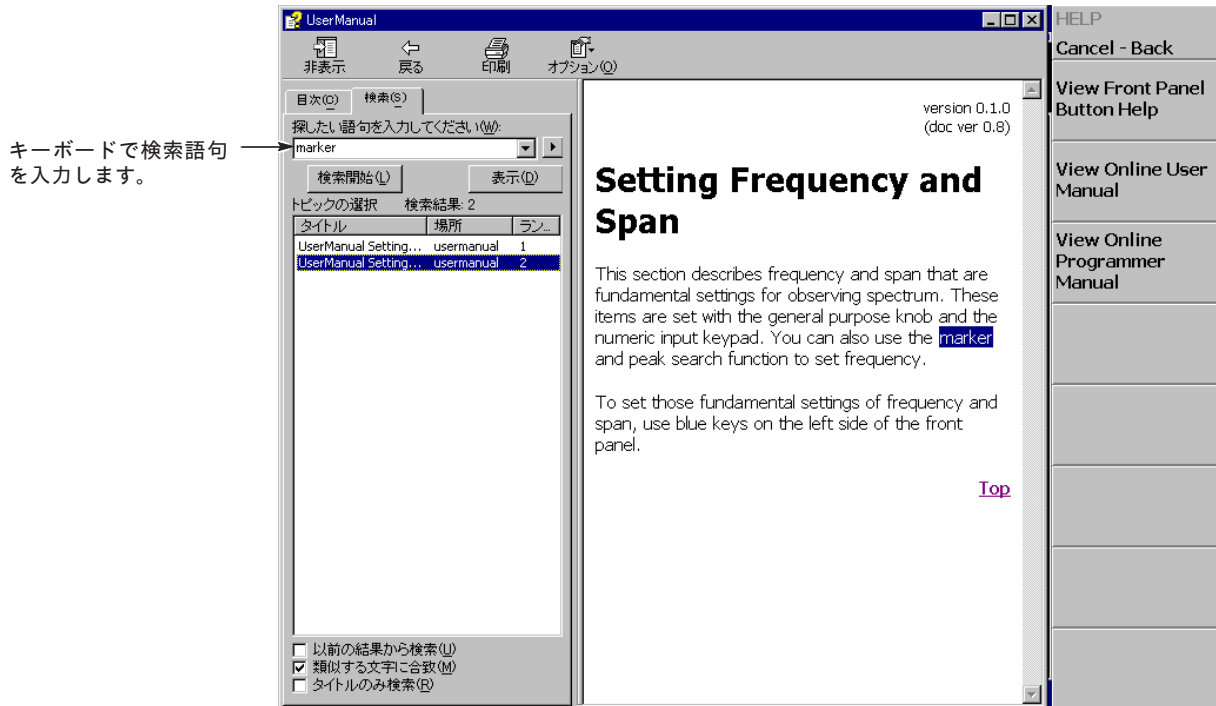 キーボードで検索語句
を入力します。
UserManual
非表示
戻る
印刷
オプション(O)
目次(C)
検索(S)
探したい語句を入力してください(W):
marker
検索開始(L)
表示(D)
トピックの選択 検索結果: 2
タイトル 場所 ラン...
UserManual Setting... usermanual 1
UserManual Setting... usermanual 2
以前の結果から検索(U)
類似する文字に合致(M)
タイトルのみ検索(R)
version 0.1.0
(doc ver 0.8)
Setting Frequency and
Span
This section describes frequency and span that are
fundamental settings for observing spectrum. These
items are set with the general purpose knob and the
numeric input keypad. You can also use the marker
and peak search function to set frequency.
To set those fundamental settings of frequency and
span, use blue keys on the left side of the front
panel.
Top
HELP
Cancel - Back
View Front Panel
Button Help
View Online User
Manual
View Online
Programmer
Manual